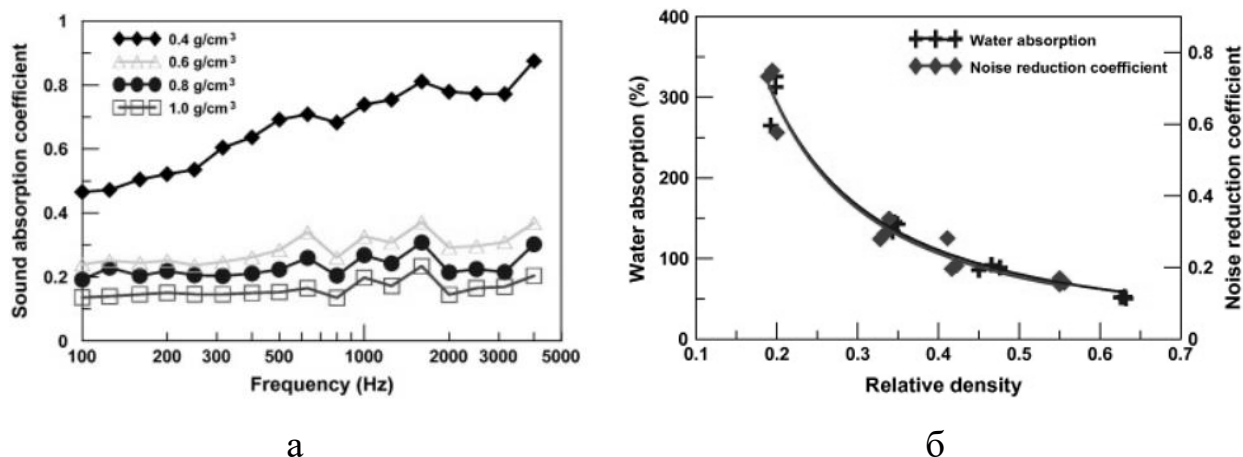 1
0.8
0.6
0.4
0.2
0
Sound absorption coefficient
0.4 g/cm³
0.6 g/cm³
0.8 g/cm³
1.0 g/cm³
100 200 300 500 1000 2000 3000 5000
Frequency (Hz)
а
400
300
200
100
0
Water absorption (%)
Water absorption
Noise reduction coefficient
0.8
0.6
0.4
0.2
0.0
Noise reduction coefficient
0.1 0.2 0.3 0.4 0.5 0.6 0.7
Relative density
б